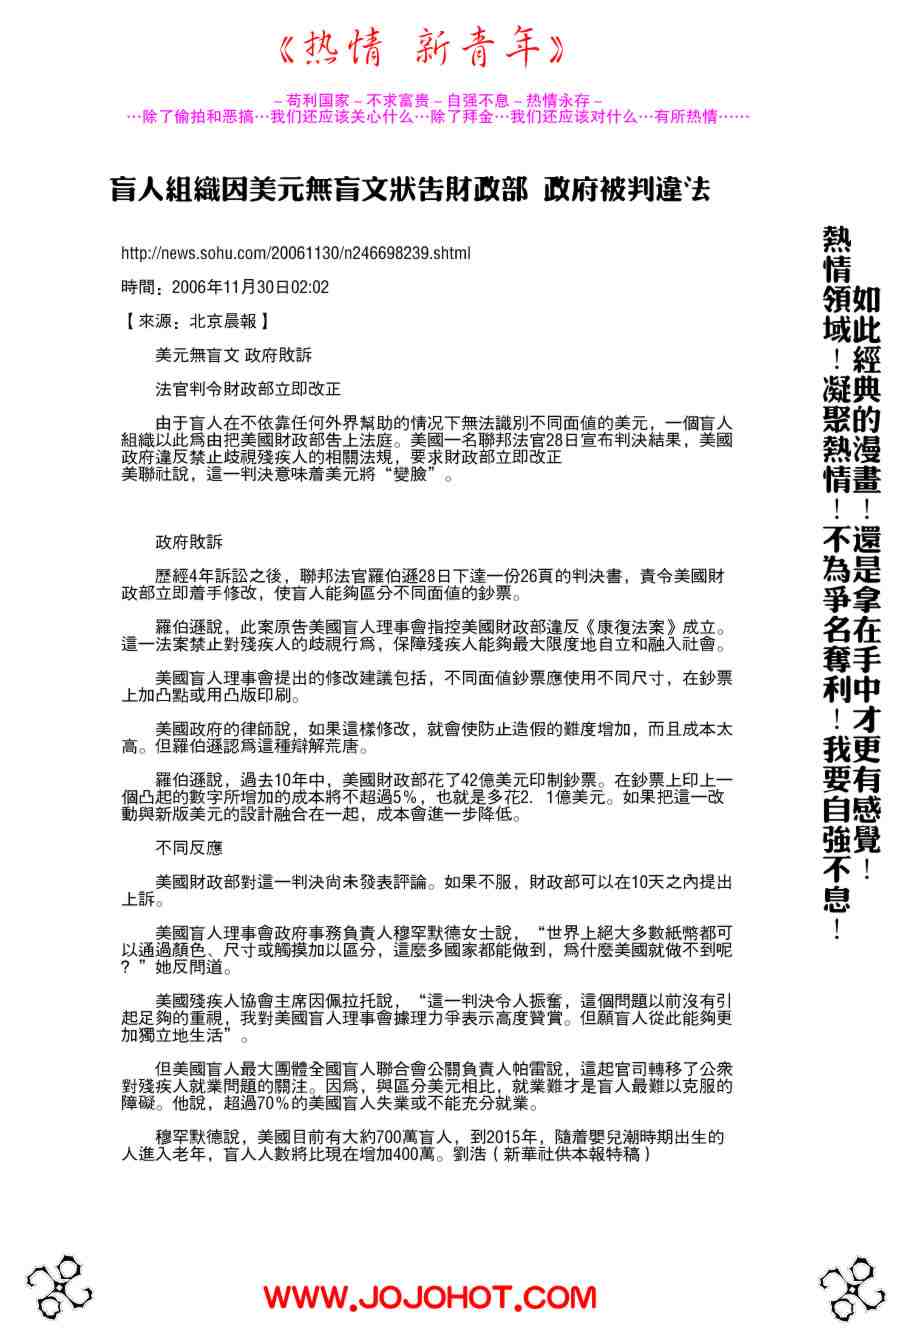 《热情 新青年》
－苟利国家－不求富贵－自强不息－热情永存－
…除了偷拍和恶搞…我们还应该关心什么…除了拜金…我们还应该对什么…有所热情……
盲人組織因美元無盲文狀告財政部 政府被判違法
http://news.sohu.com/20061130/n246698239.shtml
時間：2006年11月30日02:02
【來源：北京晨報】
美元無盲文 政府敗訴
法官判令財政部立即改正
由于盲人在不依靠任何外界幫助的情况下無法識別不同面値的美元，一個盲人
組織以此爲由把美國財政部吿上法庭。美國一名聯邦法官28日宣布判決結果，美國
政府違反禁止歧視殘疾人的相關法規，要求財政部立即改正
美聯社說，這一判決意味着美元將“變臉”。
政府敗訴
歷經4年訴訟之後，聯邦法官羅伯遜28日下達一份26頁的判決書，責令美國財
政部立即着手修改，使盲人能夠區分不同面値的鈔票。
羅伯遜說，此案原吿美國盲人理事會指控美國財政部違反《康復法案》成立。
這一法案禁止對殘疾人的歧視行爲，保障殘疾人能夠最大限度地自立和融入社會。
美國盲人理事會提出的修改建議包括，不同面値鈔票應使用不同尺寸，在鈔票
上加凸點或用凸版印刷。
美國政府的律師說，如果這樣修改，就會使防止造假的難度增加，而且成本太
高。但羅伯遜認爲這種辯解荒唐。
羅伯遜說，過去10年中，美國財政部花了42億美元印制鈔票。在鈔票上印上一
個凸起的數字所增加的成本將不超過5％，也就是多花2．1億美元。如果把這一改
動與新版美元的設計融合在一起，成本會進一步降低。
不同反應
美國財政部對這一判決尙未發表評論。如果不服，財政部可以在10天之內提出
上訴。
美國盲人理事會政府事務負責人穆罕默德女士說，“世界上絕大多數紙幣都可
以通過顏色、尺寸或觸摸加以區分，這麼多國家都能做到，爲什麼美國就做不到呢
？”她反問道。
美國殘疾人協會主席因佩拉托說，“這一判決令人振奮，這個問題以前沒有引
起足夠的重視，我對美國盲人理事會據理力爭表示高度贊賞。但願盲人從此能夠更
加獨立地生活”。
但美國盲人最大團體全國盲人聯合會公關負責人帕雷說，這起官司轉移了公衆
對殘疾人就業問題的關注。因爲，與區分美元相比，就業難才是盲人最難以克服的
障礙。他說，超過70％的美國盲人失業或不能充分就業。
穆罕默德說，美國目前有大約700萬盲人，到2015年，隨着嬰兒潮時期出生的
人進入老年，盲人人數將比現在增加400萬。劉浩（新華社供本報特稿）
如此經典的漫畫！還是拿在手中才更有感覺！
熱情領域！凝聚熱情！不為爭名奪利！我要自強不息！
WWW.JOJOHOT.COM